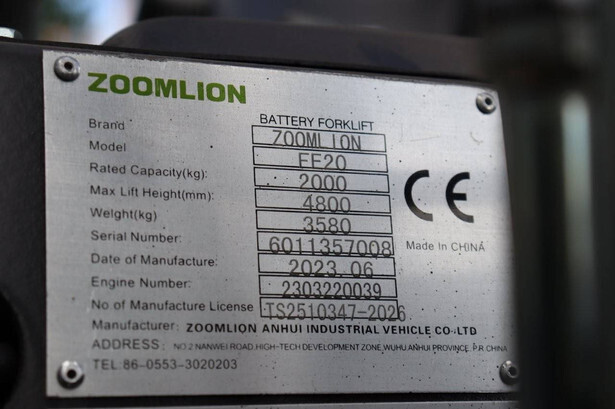 ZOOMLION
BATTERY FORKLIFT
Brand ZOOMLION
Model FE20
Rated Capacity(kg): 2000
Max Lift Height(mm): 4800
Welght(kg) 3580
Serial Number: 6011357008
Date of Manufacture: 2023.06
Engine Number: 2303220039
No of Manufacture License TS2510347-2026
CE
Made In CHINA
Manufacturer: ZOOMLION ANHUI INDUSTRIAL VEHICLE CO.,LTD
ADDRESS: NO.2 NANWEI ROAD,HIGH-TECH DEVELOPMENT ZONE,WUHU,ANHUI PROVINCE, P.R.CHINA
TEL:86-0553-3020203